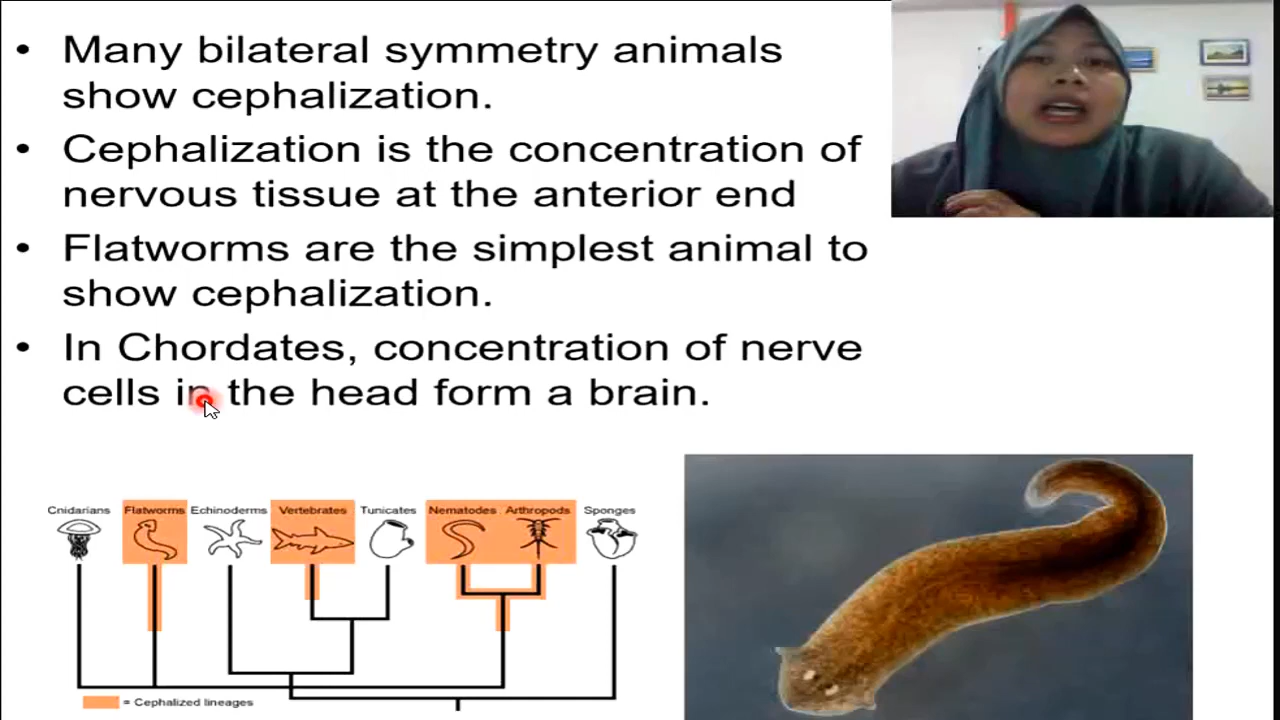 • Many bilateral symmetry animals
show cephalization.
• Cephalization is the concentration of
nervous tissue at the anterior end
• Flatworms are the simplest animal to
show cephalization.
• In Chordates, concentration of nerve
cells in the head form a brain.
Cnidarians Flatworms Echinoderms Vertebrates Tunicates Nematodes Arthropods Sponges
= Cephalized lineages